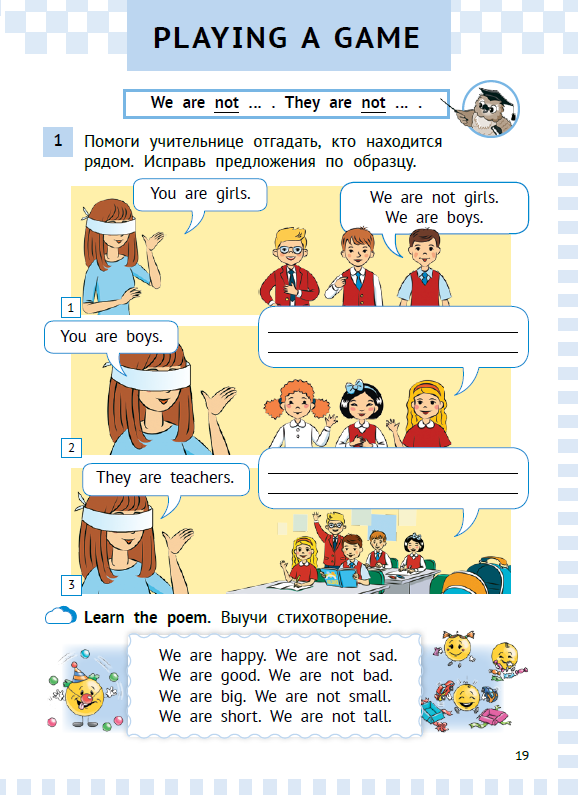 PLAYING A GAME
We are not ... . They are not ... .
1 Помоги учительнице отгадать, кто находится
рядом. Исправь предложения по образцу.
You are girls.
We are not girls.
We are boys.
1
You are boys.
2
They are teachers.
3
Learn the poem. Выучи стихотворение.
We are happy. We are not sad.
We are good. We are not bad.
We are big. We are not small.
We are short. We are not tall.
19